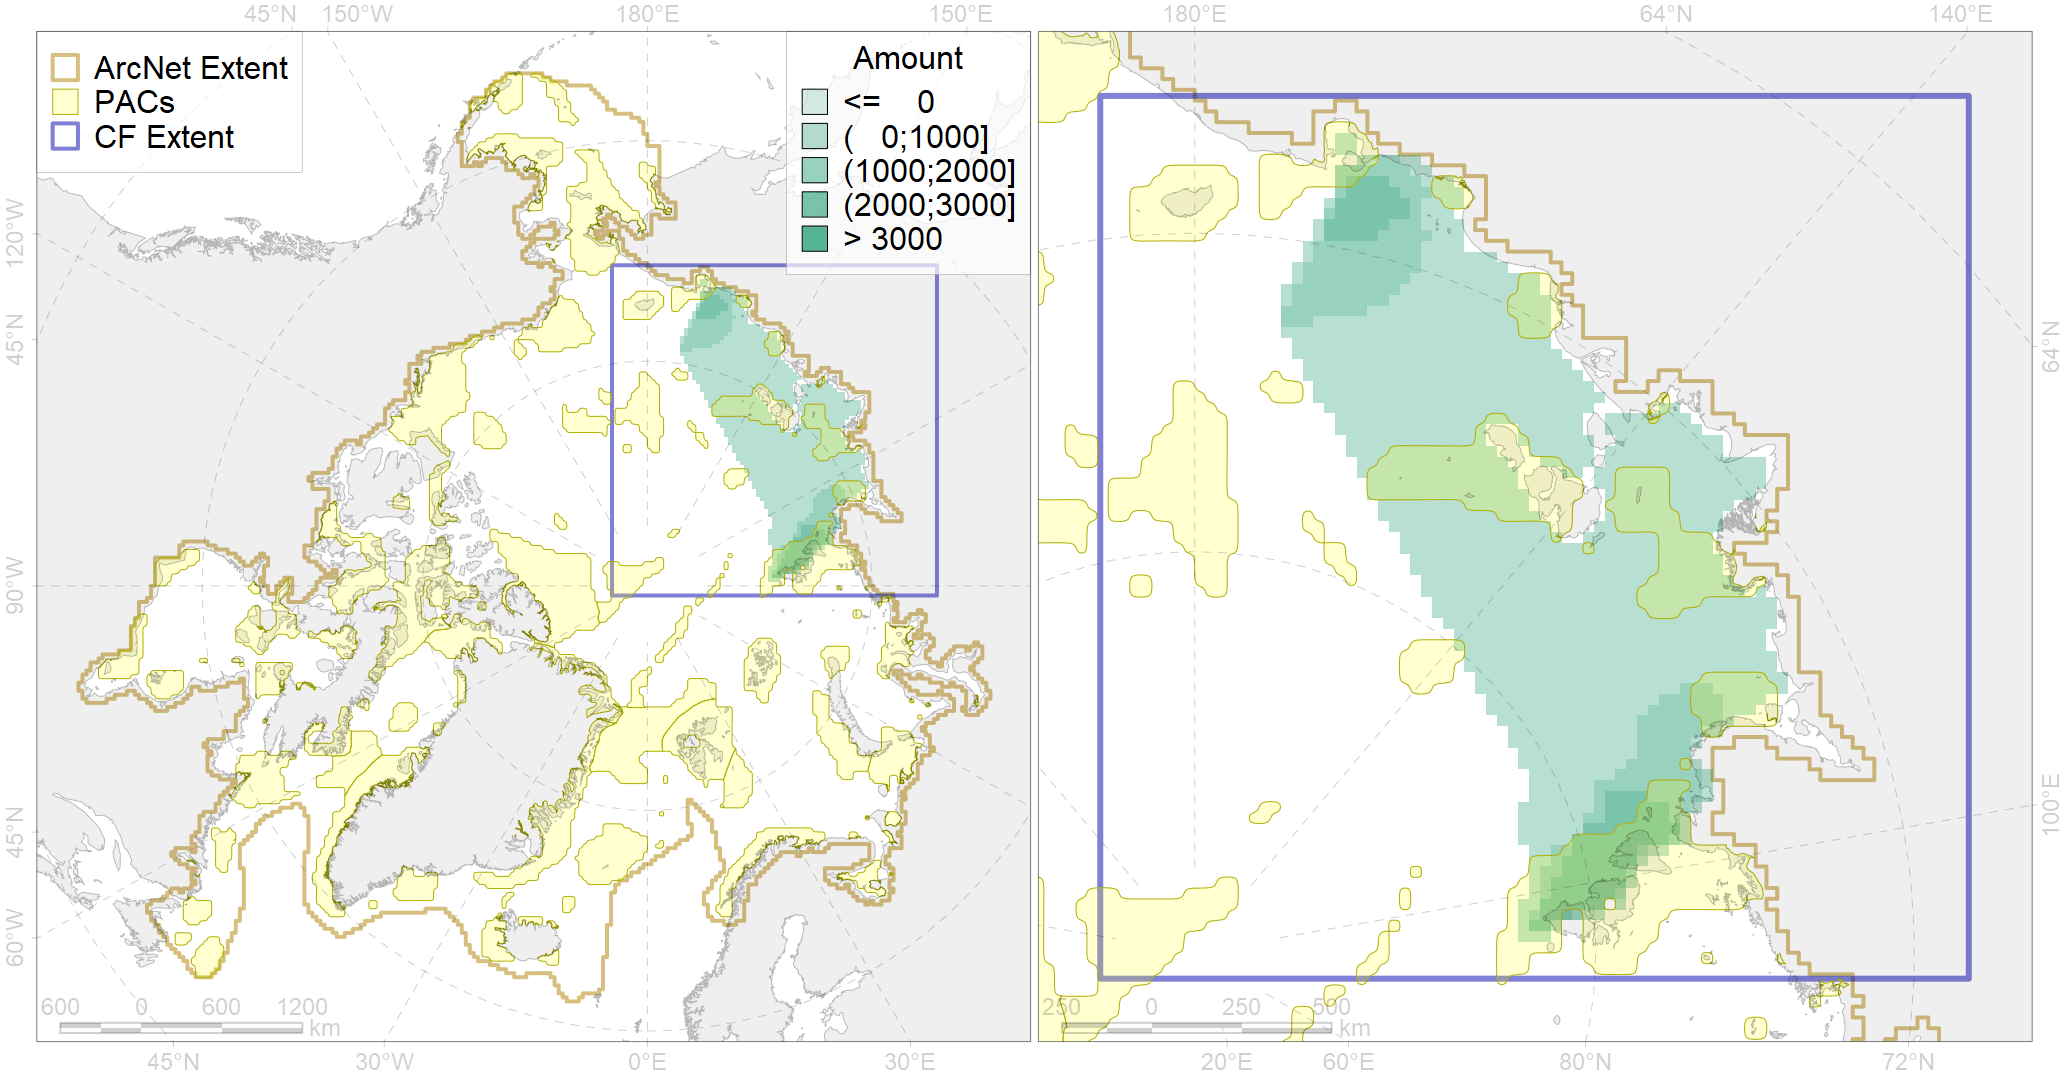 45°N 150°W 180°E 150°E 180°E 64°N 140°E
ArcNet Extent
PACs
CF Extent
Amount
<= 0
( 0;1000]
(1000;2000]
(2000;3000]
> 3000
120°W
45°N
90°W
45°N
60°W
64°N
100°E
600 0 600 1200
km
250 0 250 500
km
45°N 30°W 0°E 30°E 20°E 60°E 80°N 72°N